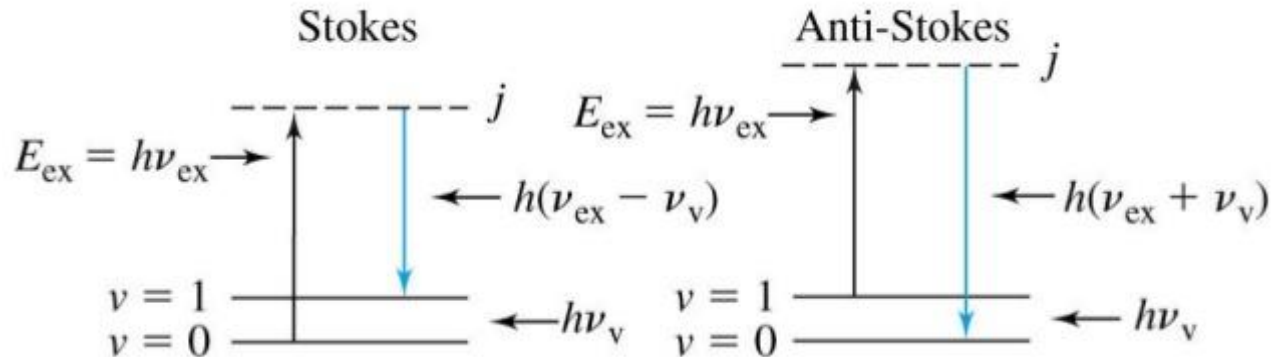 Stokes
j
E_ex = hν_ex
h(ν_ex − ν_v)
v = 1
v = 0
hν_v
Anti-Stokes
j
E_ex = hν_ex
h(ν_ex + ν_v)
v = 1
v = 0
hν_v